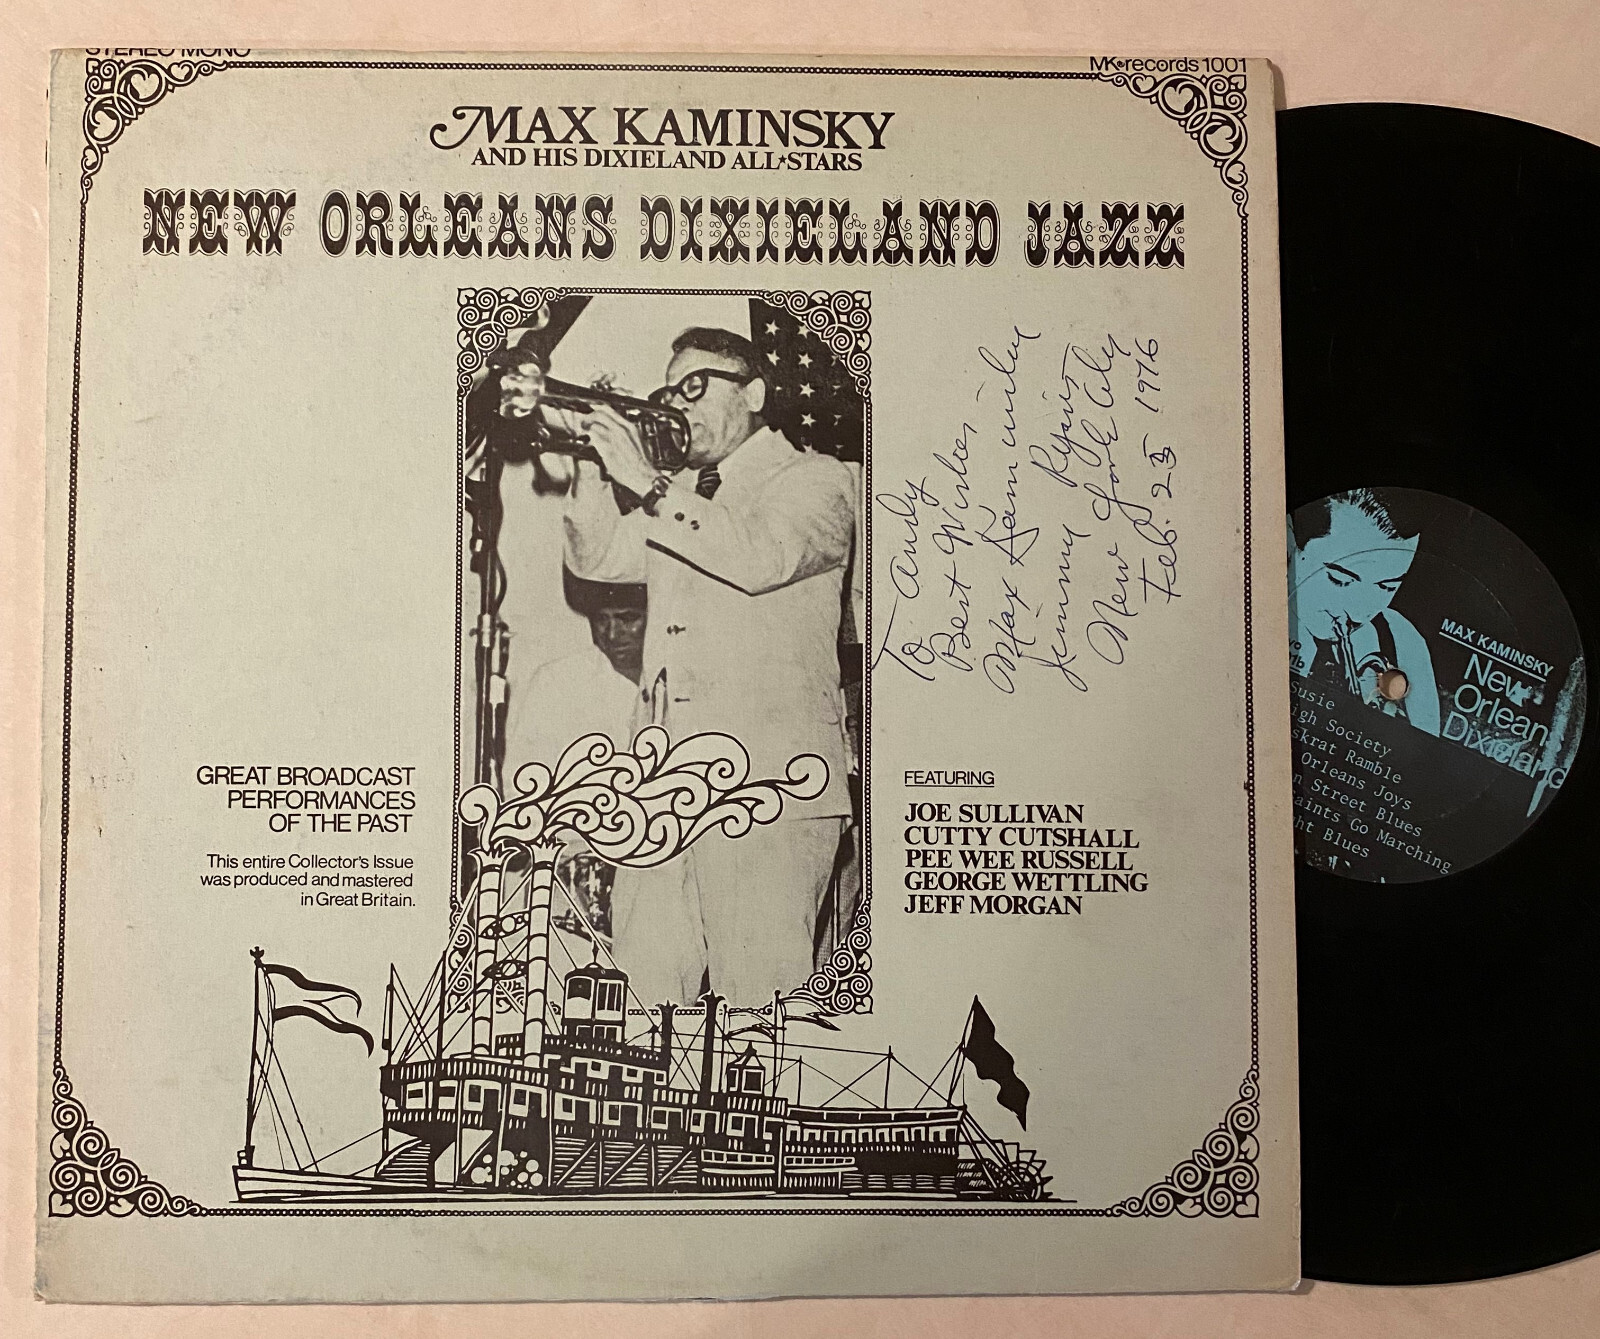 STEREO MONO
MK records 1001
MAX KAMINSKY
AND HIS DIXIELAND ALL★STARS
NEW ORLEANS DIXIELAND JAZZ
To Andy
Best Wishes
Max Kaminsky
Jimmy Ryan's
New York City
Feb. 1976
GREAT BROADCAST
PERFORMANCES
OF THE PAST
This entire Collector's Issue
was produced and mastered
in Great Britain.
FEATURING
JOE SULLIVAN
CUTTY CUTSHALL
PEE WEE RUSSELL
GEORGE WETTLING
JEFF MORGAN
MAX KAMINSKY
New
Orlean
Dixieland
Susie
igh Society
skrat Ramble
Orleans Joys
n Street Blues
aints Go Marching
ht Blues